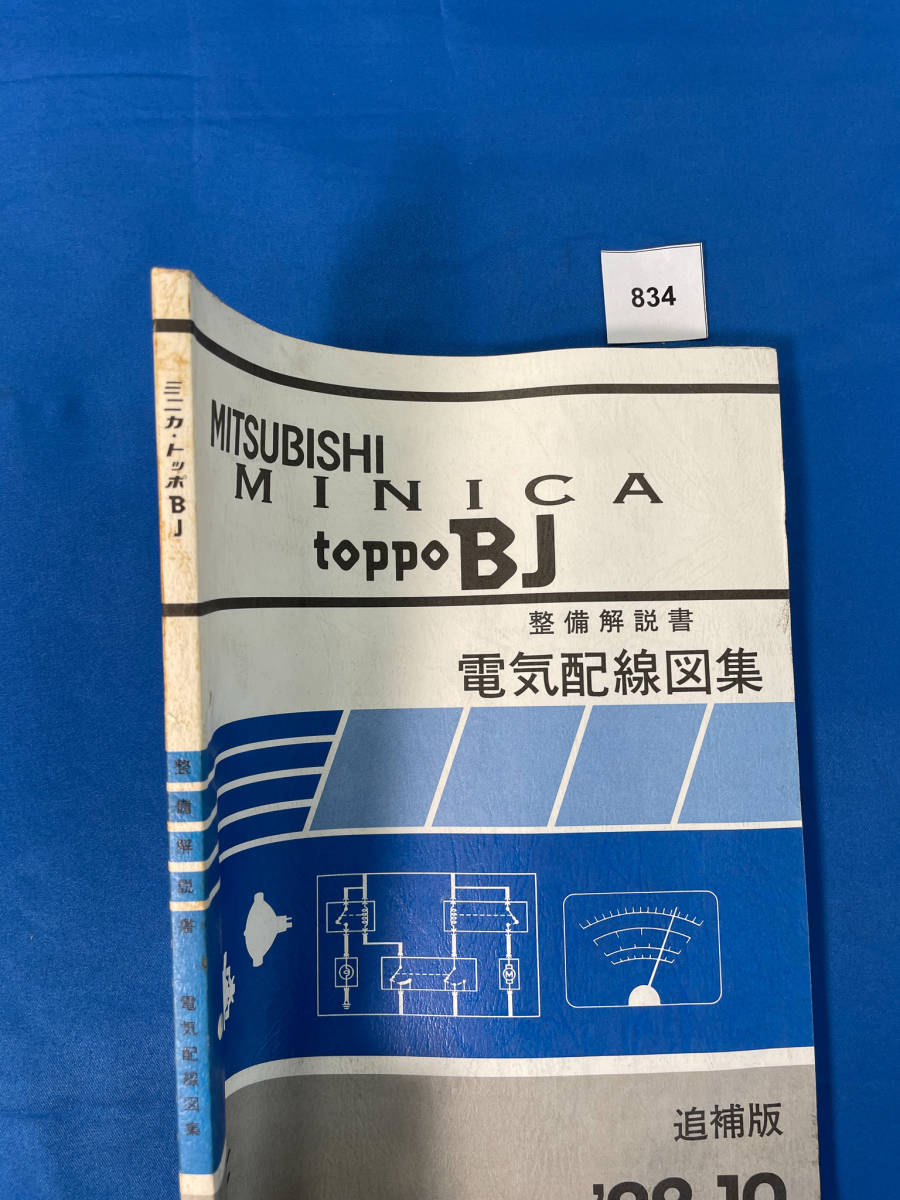 834
MITSUBISHI
MINICA
toppo BJ
整備解説書
電気配線図集
追補版
ミニカ・トッポBJ
整備解説書 電気配線図集